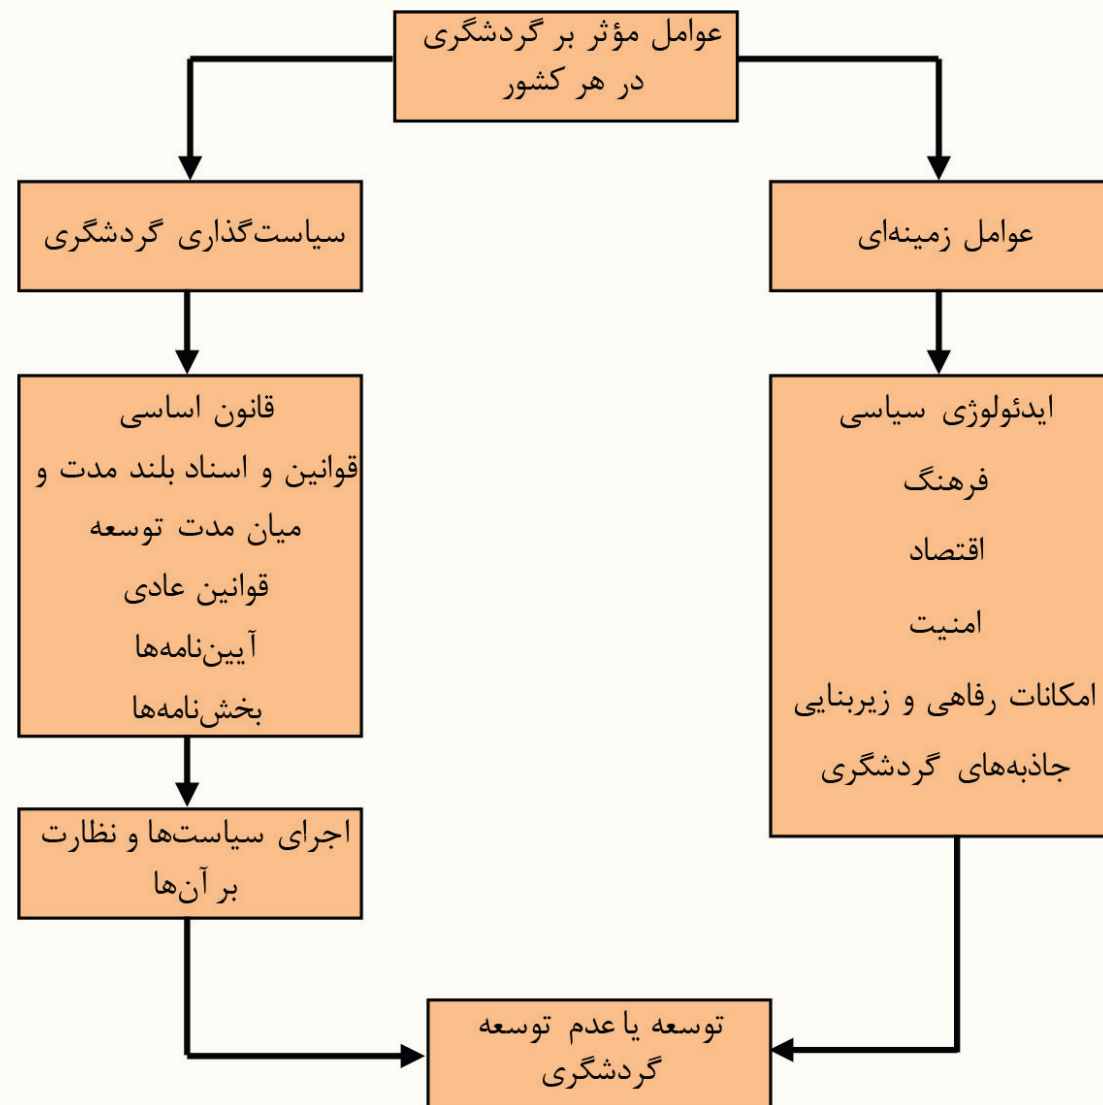 عوامل مؤثر بر گردشگری
در هر کشور
عوامل زمینه‌ای
سیاست‌گذاری گردشگری
ایدئولوژی سیاسی
فرهنگ
اقتصاد
امنیت
امکانات رفاهی و زیربنایی
جاذبه‌های گردشگری
قانون اساسی
قوانین و اسناد بلند مدت و
میان مدت توسعه
قوانین عادی
آیین‌نامه‌ها
بخش‌نامه‌ها
اجرای سیاست‌ها و نظارت
بر آن‌ها
توسعه یا عدم توسعه
گردشگری